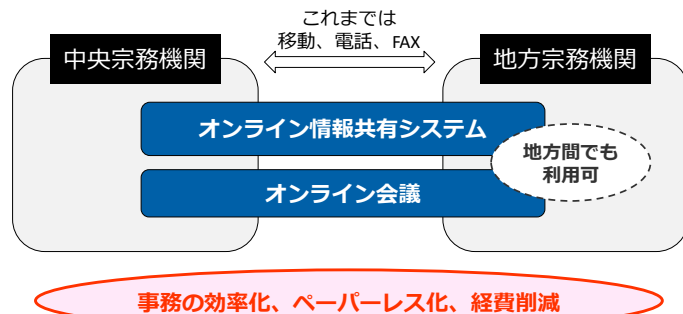 これまでは
移動、電話、FAX
中央宗務機関
地方宗務機関
オンライン情報共有システム
地方間でも
利用可
オンライン会議
事務の効率化、ペーパーレス化、経費削減